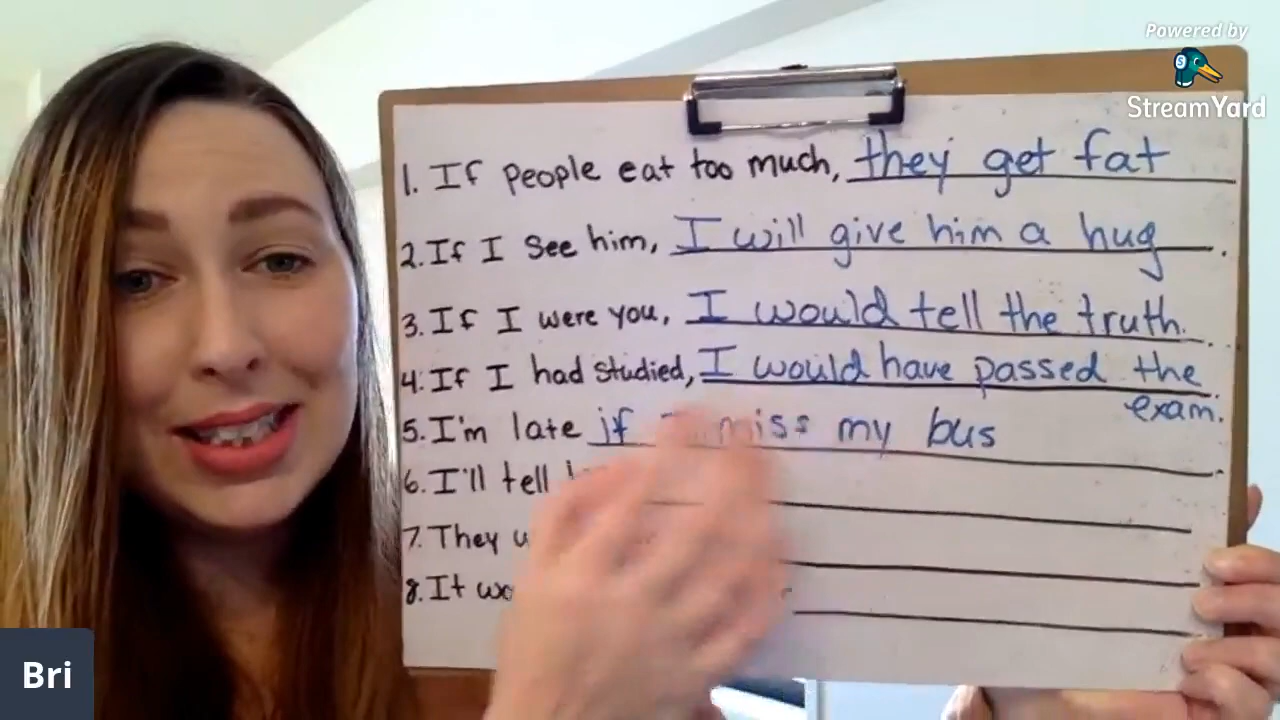 Powered by
StreamYard
1. If people eat too much, they get fat
2. If I see him, I will give him a hug.
3. If I were you, I would tell the truth.
4. If I had studied, I would have passed the
exam.
5. I'm late if miss my bus
6. I'll tell
7. They
8. It
Bri